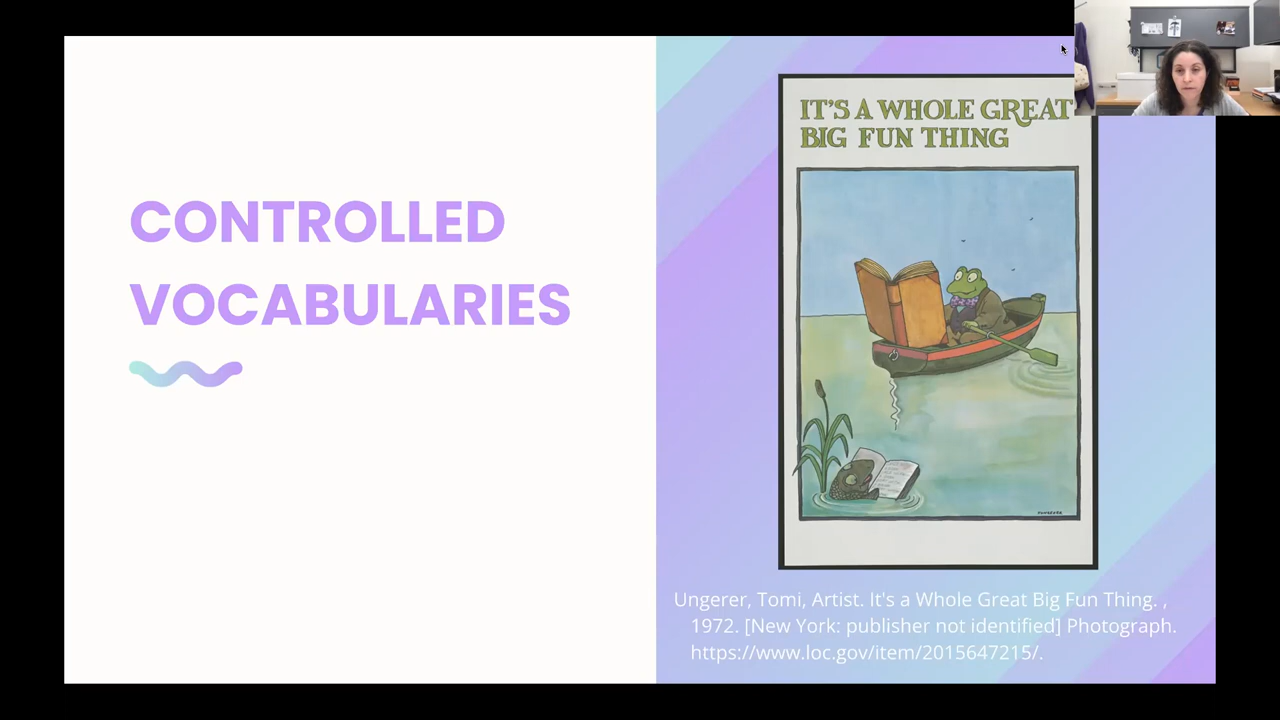 CONTROLLED
VOCABULARIES
IT'S A WHOLE GREAT
BIG FUN THING
Ungerer, Tomi, Artist. It's a Whole Great Big Fun Thing. ,
1972. [New York: publisher not identified] Photograph.
https://www.loc.gov/item/2015647215/.